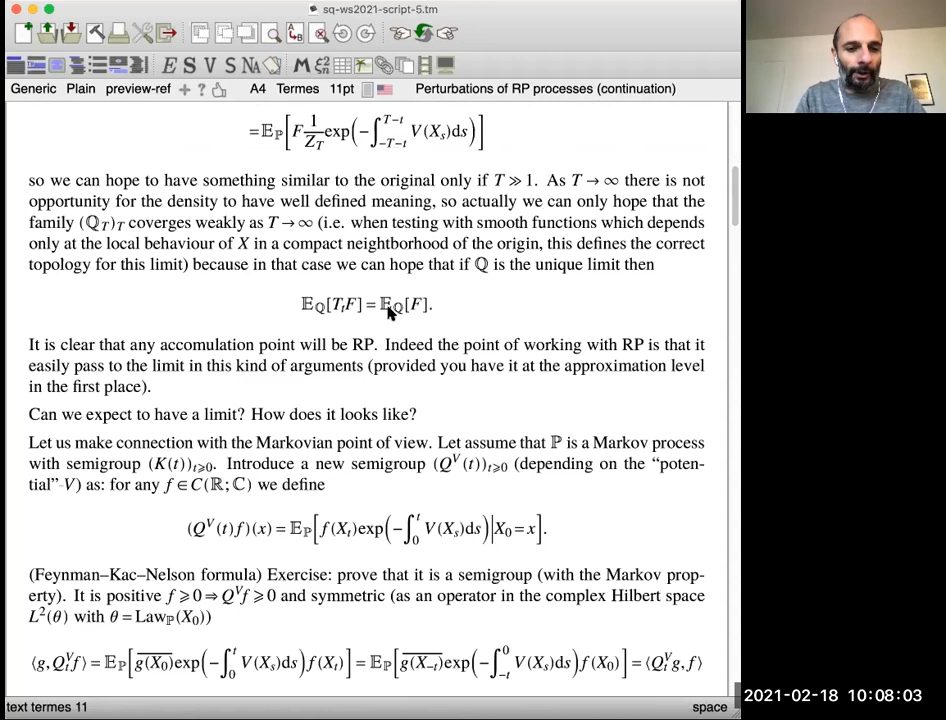 sq-ws2021-script-5.tm
E S V S NA M
Generic Plain preview-ref + ? A4 Termes 11pt Perturbations of RP processes (continuation)
=𝔼_ℙ[F 1/Z_T exp(−∫_{−T−t}^{T−t} V(X_s)ds)]
so we can hope to have something similar to the original only if T ≫ 1. As T → ∞ there is not
opportunity for the density to have well defined meaning, so actually we can only hope that the
family (ℚ_T)_T coverges weakly as T → ∞ (i.e. when testing with smooth functions which depends
only at the local behaviour of X in a compact neighborhood of the origin, this defines the correct
topology for this limit) because in that case we can hope that if ℚ is the unique limit then
𝔼_ℚ[T_tF] = 𝔼_ℚ[F].
It is clear that any accomulation point will be RP. Indeed the point of working with RP is that it
easily pass to the limit in this kind of arguments (provided you have it at the approximation level
in the first place).
Can we expect to have a limit? How does it looks like?
Let us make connection with the Markovian point of view. Let assume that ℙ is a Markov process
with semigroup (K(t))_{t⩾0}. Introduce a new semigroup (Q^V(t))_{t⩾0} (depending on the “poten-
tial” V) as: for any f ∈ C(ℝ; ℂ) we define
(Q^V(t)f)(x) = 𝔼_ℙ[f(X_t)exp(−∫_0^t V(X_s)ds)|X_0 = x].
(Feynman–Kac–Nelson formula) Exercise: prove that it is a semigroup (with the Markov prop-
erty). It is positive f ⩾ 0 ⇒ Q^V f ⩾ 0 and symmetric (as an operator in the complex Hilbert space
L^2(θ) with θ = Law_ℙ(X_0))
⟨g, Q_t^V f⟩ = 𝔼_ℙ[\overline{g(X_0)}exp(−∫_0^t V(X_s)ds)f(X_t)] = 𝔼_ℙ[\overline{g(X_{−t})}exp(−∫_{−t}^0 V(X_s)ds)f(X_0)] = ⟨Q_t^V g, f⟩
text termes 11 space
2021-02-18 10:08:03